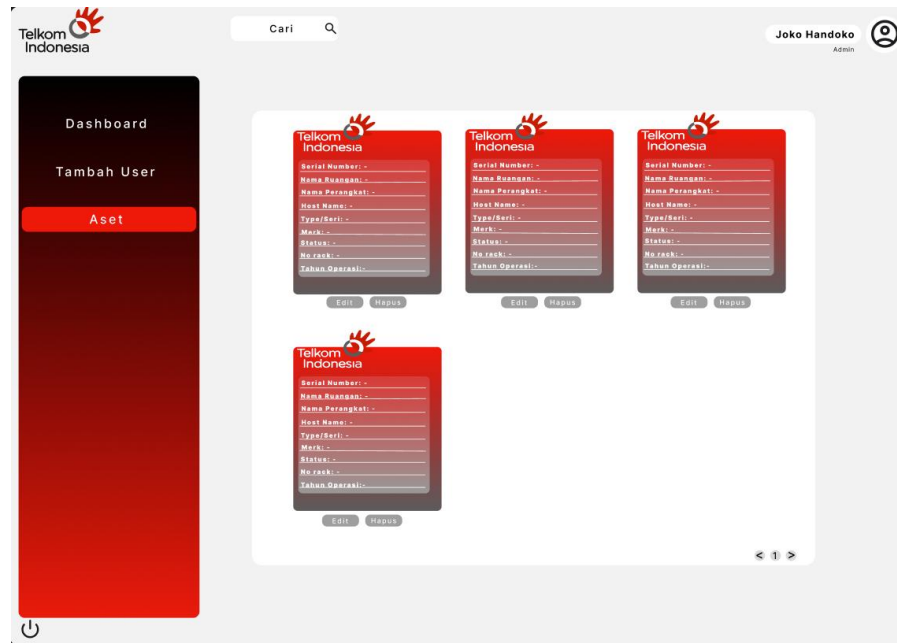 Telkom
Indonesia
Cari
Joko Handoko
Admin
Dashboard
Tambah User
Aset
Telkom
Indonesia
Serial Number: -
Nama Ruangan: -
Nama Perangkat: -
Host Name: -
Type/Seri: -
Merk: -
Status: -
No rack: -
Tahun Operasi:-
Edit Hapus
Telkom
Indonesia
Serial Number: -
Nama Ruangan: -
Nama Perangkat: -
Host Name: -
Type/Seri: -
Merk: -
Status: -
No rack: -
Tahun Operasi:-
Edit Hapus
Telkom
Indonesia
Serial Number: -
Nama Ruangan: -
Nama Perangkat: -
Host Name: -
Type/Seri: -
Merk: -
Status: -
No rack: -
Tahun Operasi:-
Edit Hapus
Telkom
Indonesia
Serial Number: -
Nama Ruangan: -
Nama Perangkat: -
Host Name: -
Type/Seri: -
Merk: -
Status: -
No rack: -
Tahun Operasi:-
Edit Hapus
< 1 >